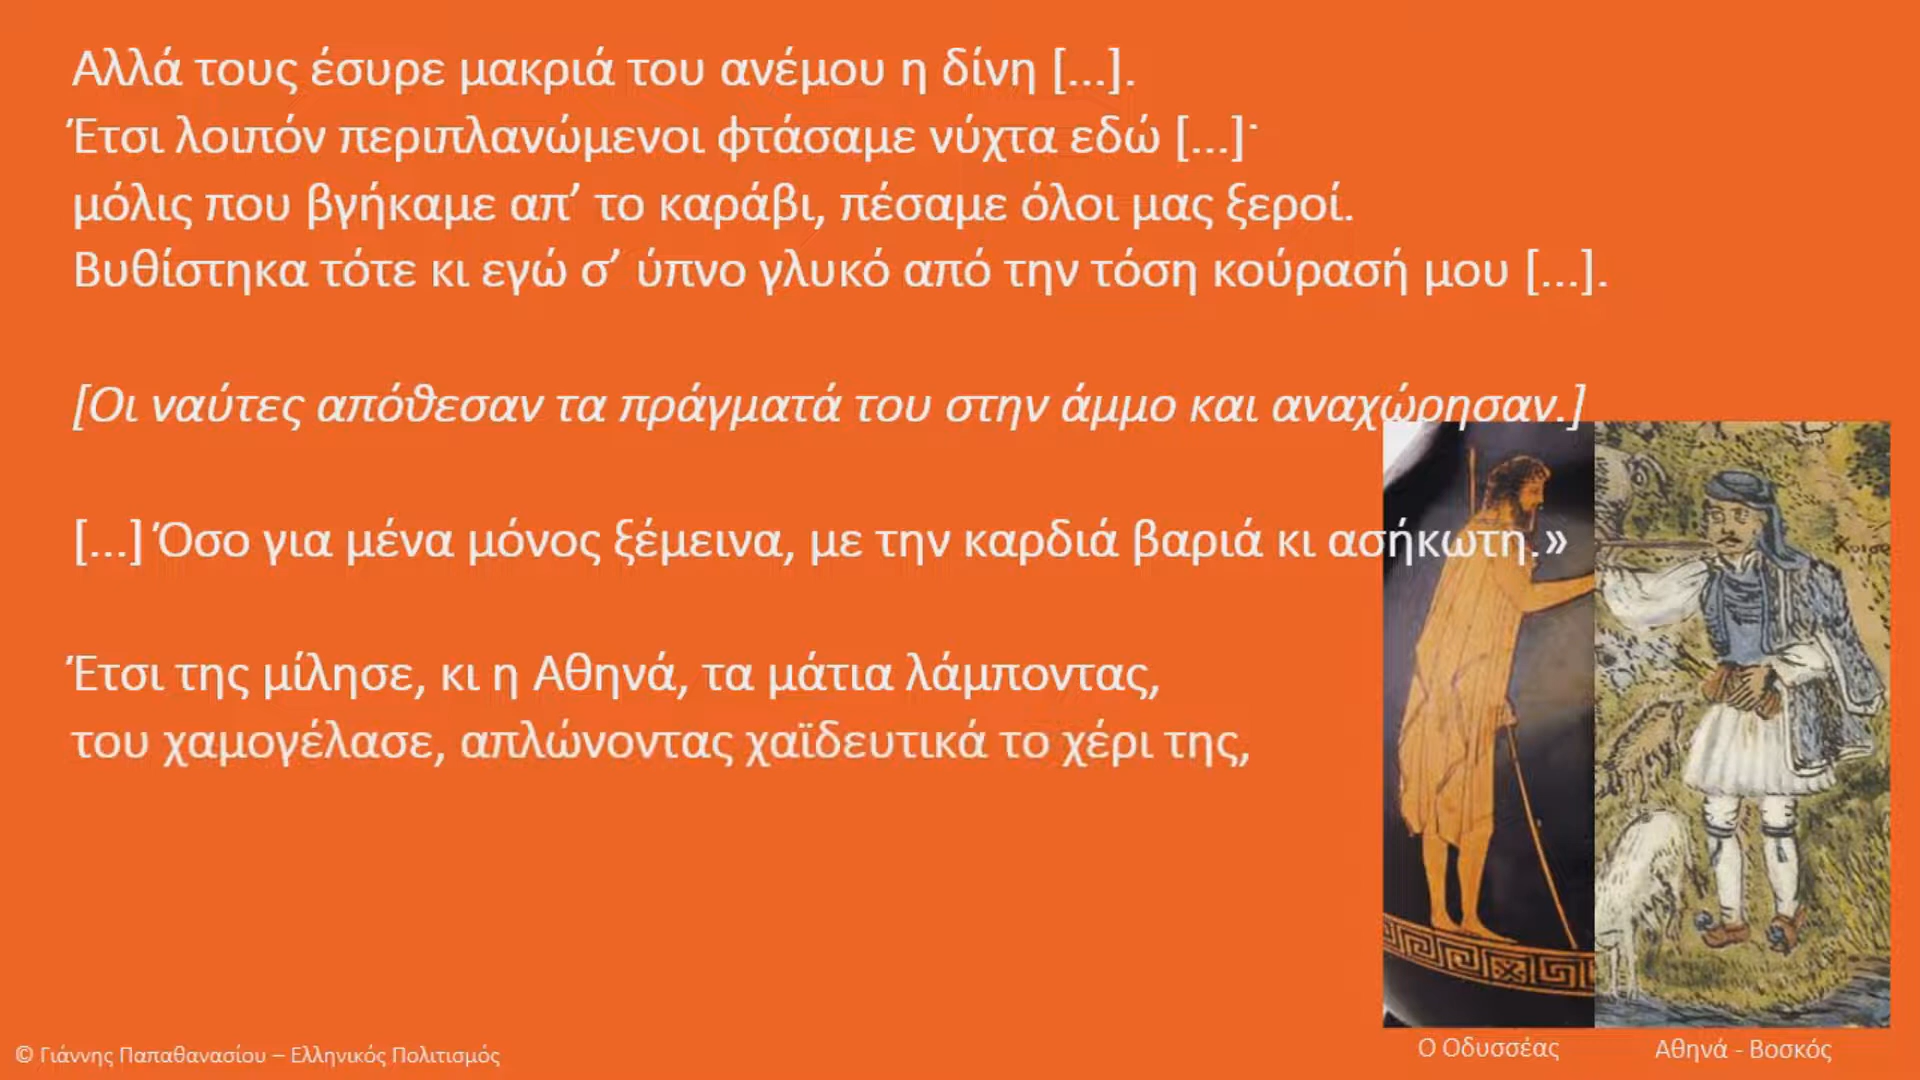 Αλλά τους έσυρε μακριά του ανέμου η δίνη [...].
Έτσι λοιπόν περιπλανώμενοι φτάσαμε νύχτα εδώ [...]·
μόλις που βγήκαμε απ’ το καράβι, πέσαμε όλοι μας ξεροί.
Βυθίστηκα τότε κι εγώ σ’ ύπνο γλυκό από την τόση κούρασή μου [...].
[Οι ναύτες απόθεσαν τα πράγματά του στην άμμο και αναχώρησαν.]
[...] Όσο για μένα μόνος ξέμεινα, με την καρδιά βαριά κι ασήκωτη.»
Έτσι της μίλησε, κι η Αθηνά, τα μάτια λάμποντας,
του χαμογέλασε, απλώνοντας χαϊδευτικά το χέρι της,
Ο Οδυσσέας
Αθηνά - Βοσκός
© Γιάννης Παπαθανασίου – Ελληνικός Πολιτισμός